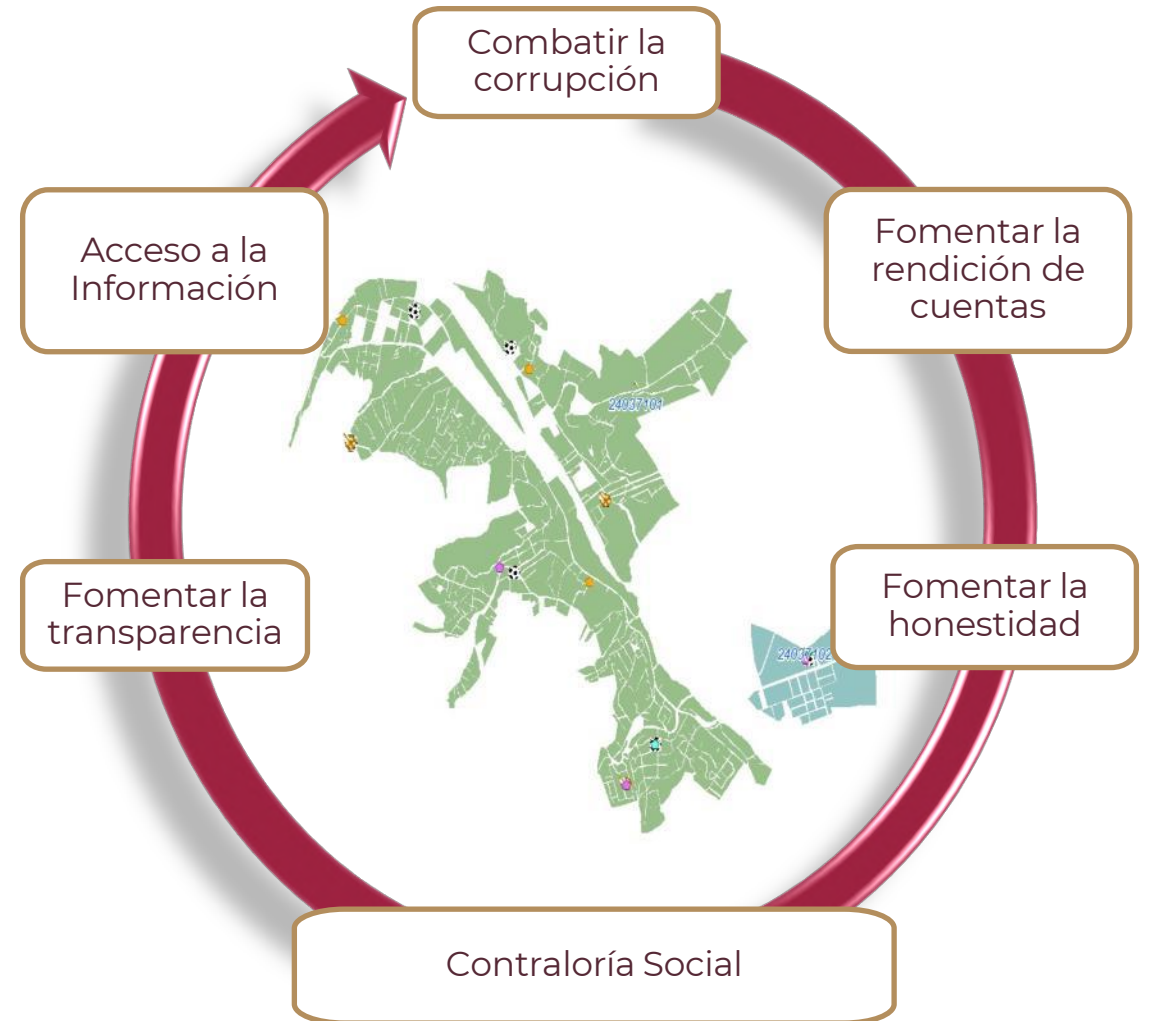 Combatir la
corrupción
Acceso a la
Información
Fomentar la
rendición de
cuentas
24037101
Fomentar la
transparencia
Fomentar la
honestidad
24037102
Contraloría Social